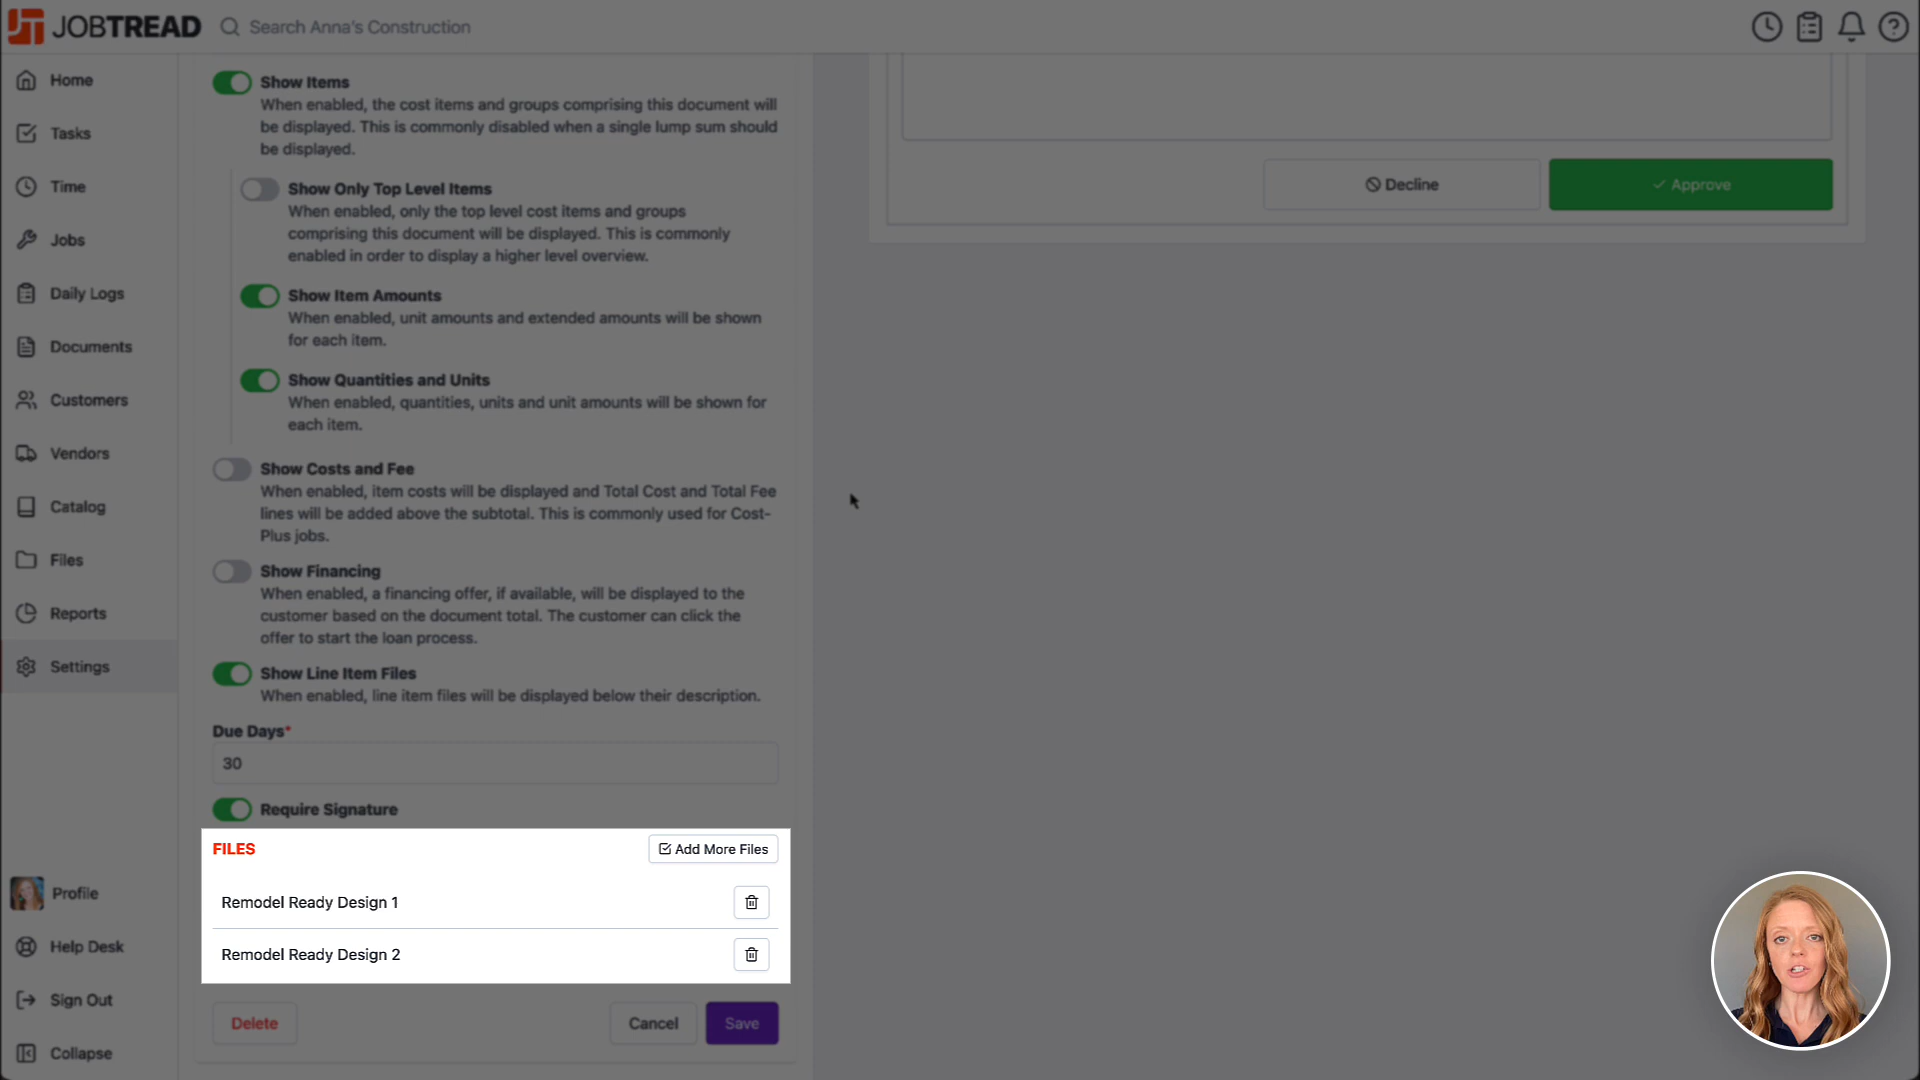 JOBTREAD
Search Anna's Construction
Home
Tasks
Time
Jobs
Daily Logs
Documents
Customers
Vendors
Catalog
Files
Reports
Settings
Profile
Help Desk
Sign Out
Collapse
Show Items
When enabled, the cost items and groups comprising this document will
be displayed. This is commonly disabled when a single lump sum should
be displayed.
Show Only Top Level Items
When enabled, only the top level cost items and groups
comprising this document will be displayed. This is commonly
enabled in order to display a higher level overview.
Show Item Amounts
When enabled, unit amounts and extended amounts will be shown
for each item.
Show Quantities and Units
When enabled, quantities, units and unit amounts will be shown for
each item.
Show Costs and Fee
When enabled, item costs will be displayed and Total Cost and Total Fee
lines will be added above the subtotal. This is commonly used for Cost-
Plus jobs.
Show Financing
When enabled, a financing offer, if available, will be displayed to the
customer based on the document total. The customer can click the
offer to start the loan process.
Show Line Item Files
When enabled, line item files will be displayed below their description.
Due Days*
30
Require Signature
FILES
Add More Files
Remodel Ready Design 1
Remodel Ready Design 2
Delete
Cancel
Save
Decline
Approve